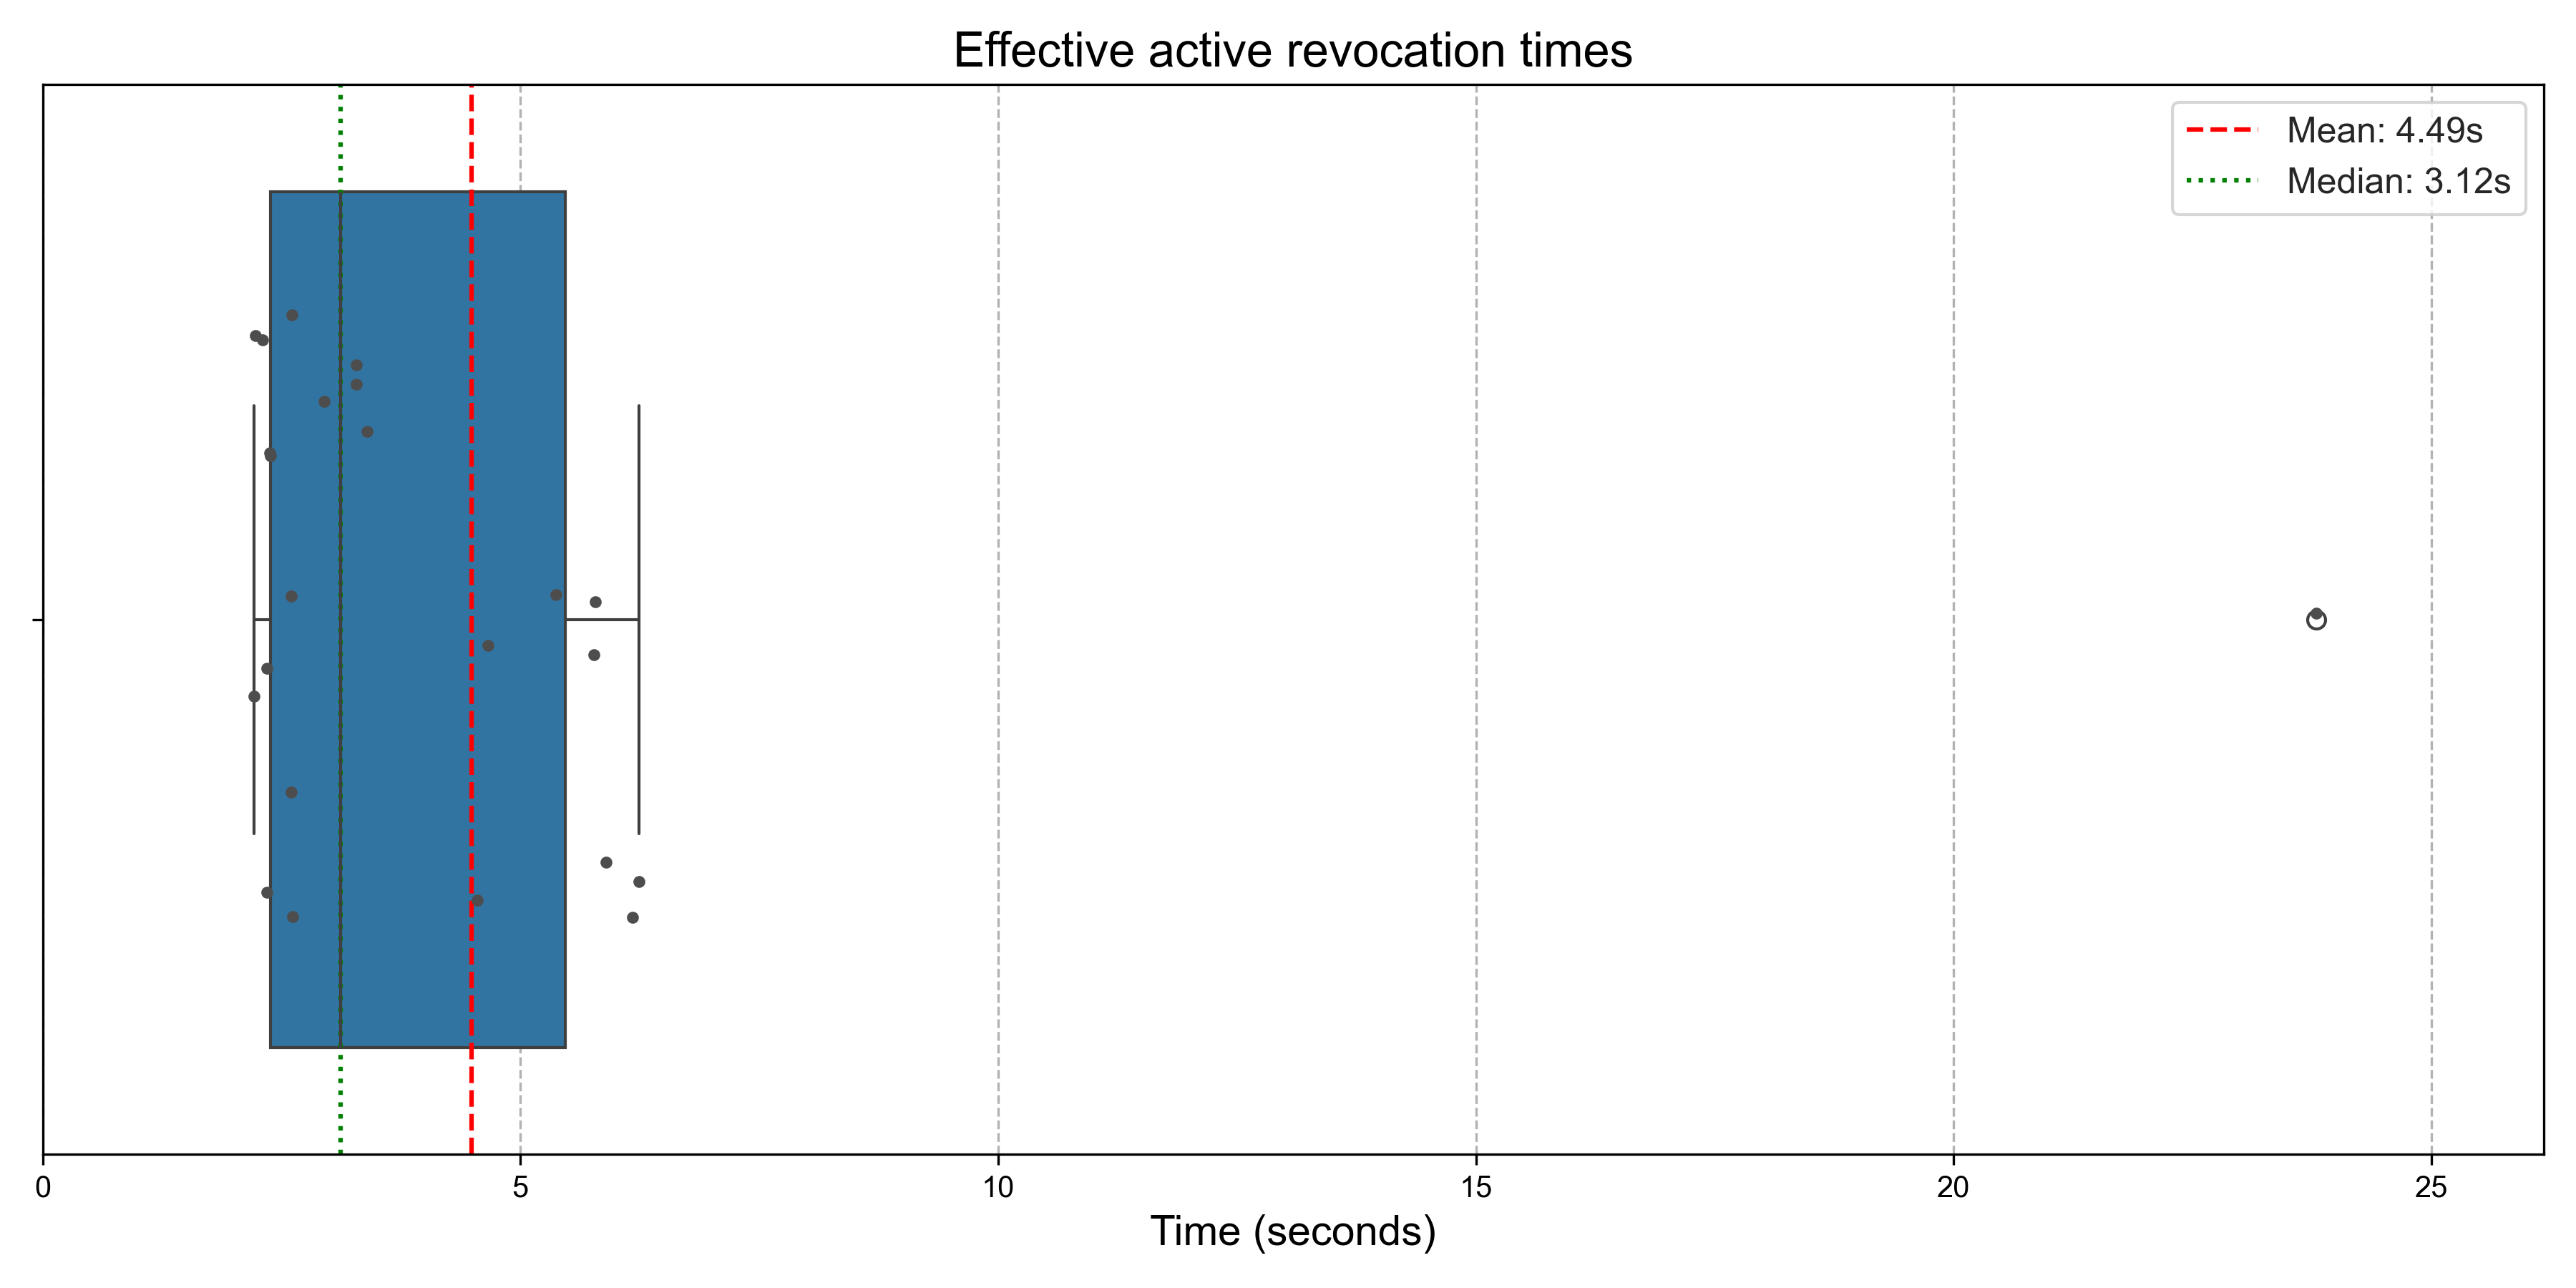 Effective active revocation times
Mean: 4.49s
Median: 3.12s
0 5 10 15 20 25
Time (seconds)